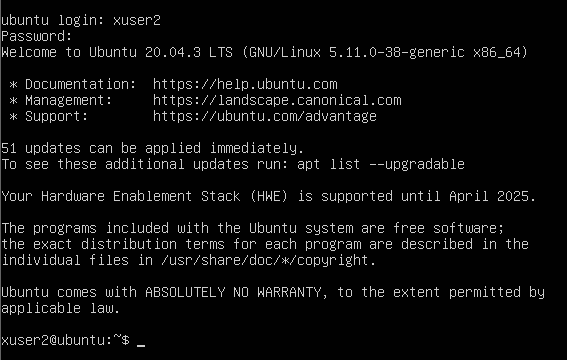 ubuntu login: xuser2
Password:
Welcome to Ubuntu 20.04.3 LTS (GNU/Linux 5.11.0-38-generic x86_64)
* Documentation:  https://help.ubuntu.com
* Management:     https://landscape.canonical.com
* Support:        https://ubuntu.com/advantage
51 updates can be applied immediately.
To see these additional updates run: apt list --upgradable
Your Hardware Enablement Stack (HWE) is supported until April 2025.
The programs included with the Ubuntu system are free software;
the exact distribution terms for each program are described in the
individual files in /usr/share/doc/*/copyright.
Ubuntu comes with ABSOLUTELY NO WARRANTY, to the extent permitted by
applicable law.
xuser2@ubuntu:~$ _